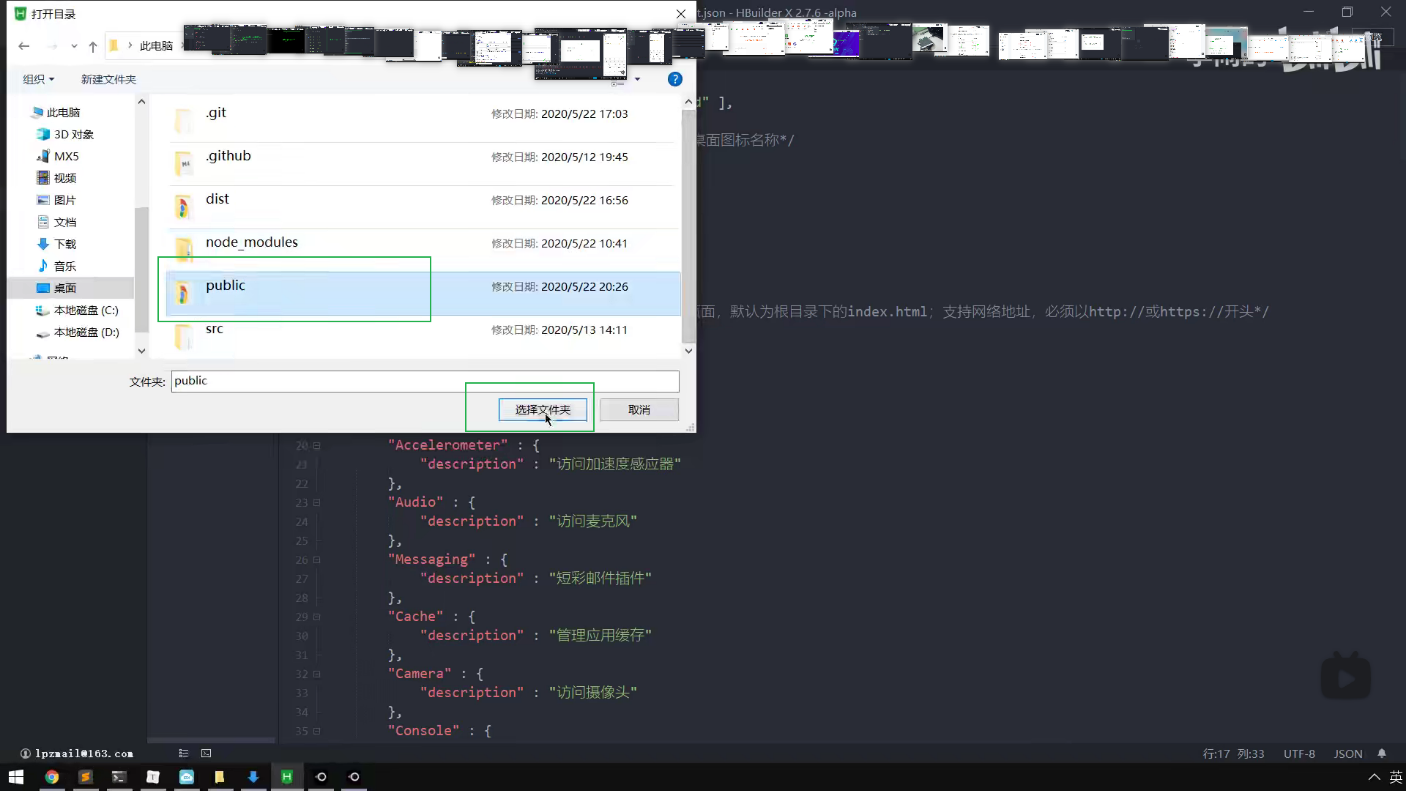 打开目录
t.json - HBuilder X 2.7.6 -alpha
此电脑
组织
新建文件夹
此电脑
3D 对象
MX5
视频
图片
文档
下载
音乐
桌面
本地磁盘 (C:)
本地磁盘 (D:)
.git 修改日期: 2020/5/22 17:03
.github 修改日期: 2020/5/12 19:45
dist 修改日期: 2020/5/22 16:56
node_modules 修改日期: 2020/5/22 10:41
public 修改日期: 2020/5/22 20:26
src 修改日期: 2020/5/13 14:11
文件夹: public
选择文件夹 取消
" ],
桌面图标名称*/
面，默认为根目录下的index.html；支持网络地址，必须以http://或https://开头*/
20 "Accelerometer" : {
21 "description" : "访问加速度感应器"
22 },
23 "Audio" : {
24 "description" : "访问麦克风"
25 },
26 "Messaging" : {
27 "description" : "短彩邮件插件"
28 },
29 "Cache" : {
30 "description" : "管理应用缓存"
31 },
32 "Camera" : {
33 "description" : "访问摄像头"
34 },
35 "Console" : {
lpzmail@163.com
行:17 列:33 UTF-8 JSON
英